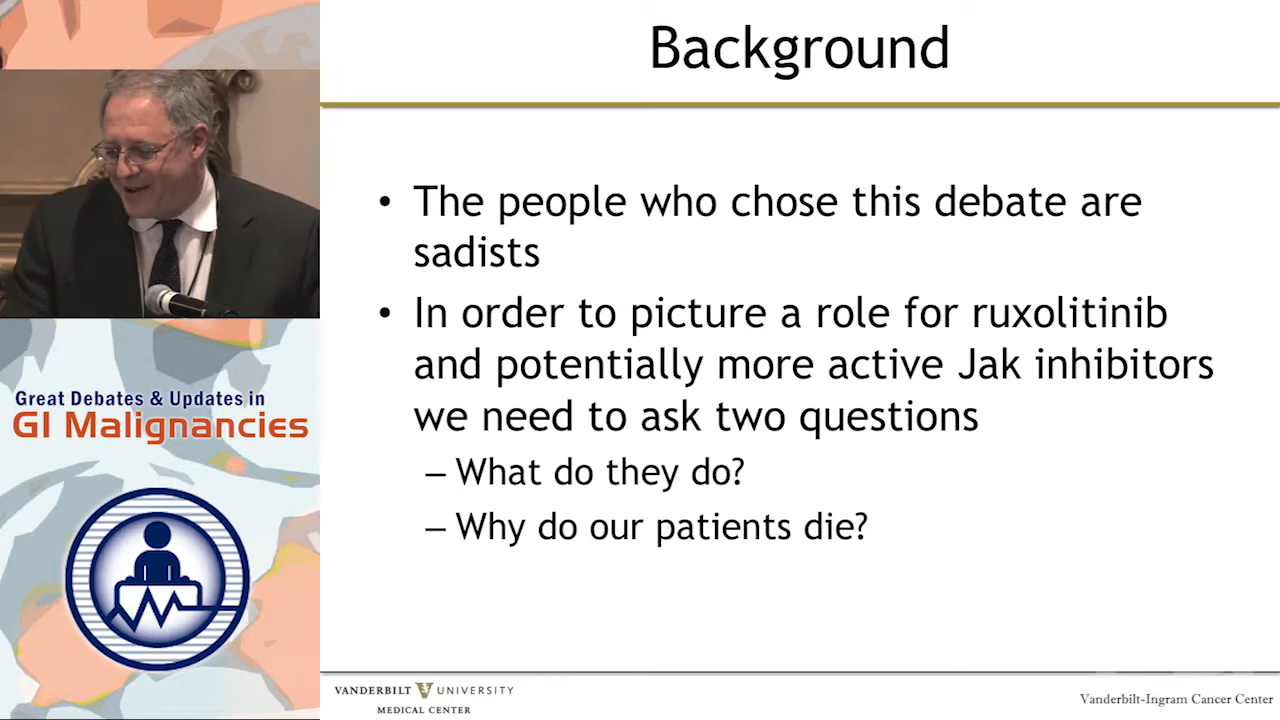 Background
• The people who chose this debate are
sadists
• In order to picture a role for ruxolitinib
and potentially more active Jak inhibitors
we need to ask two questions
– What do they do?
– Why do our patients die?
Great Debates & Updates in
GI Malignancies
VANDERBILT UNIVERSITY
MEDICAL CENTER
Vanderbilt-Ingram Cancer Center